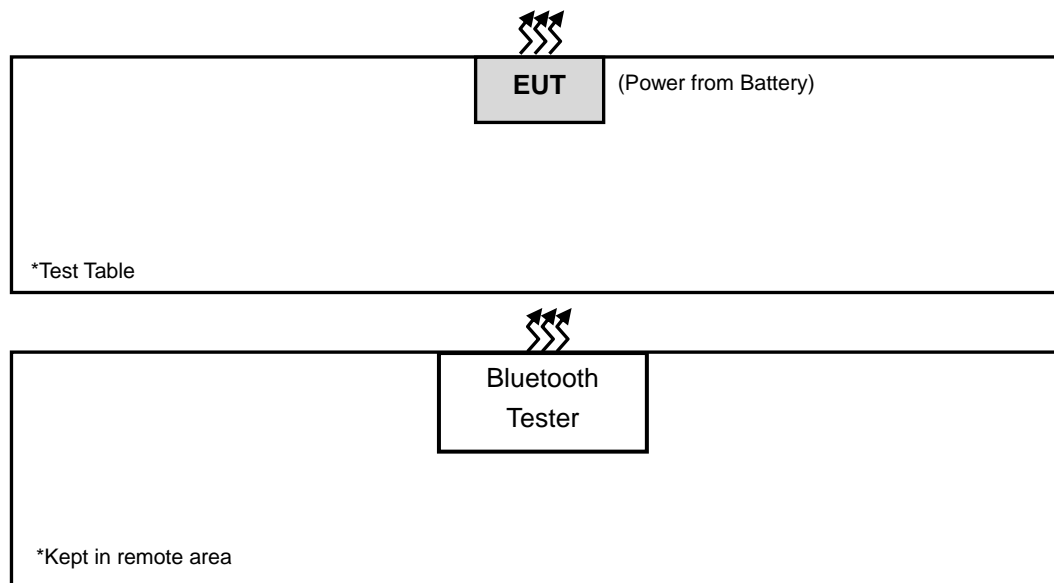 EUT
(Power from Battery)
*Test Table
Bluetooth
Tester
*Kept in remote area